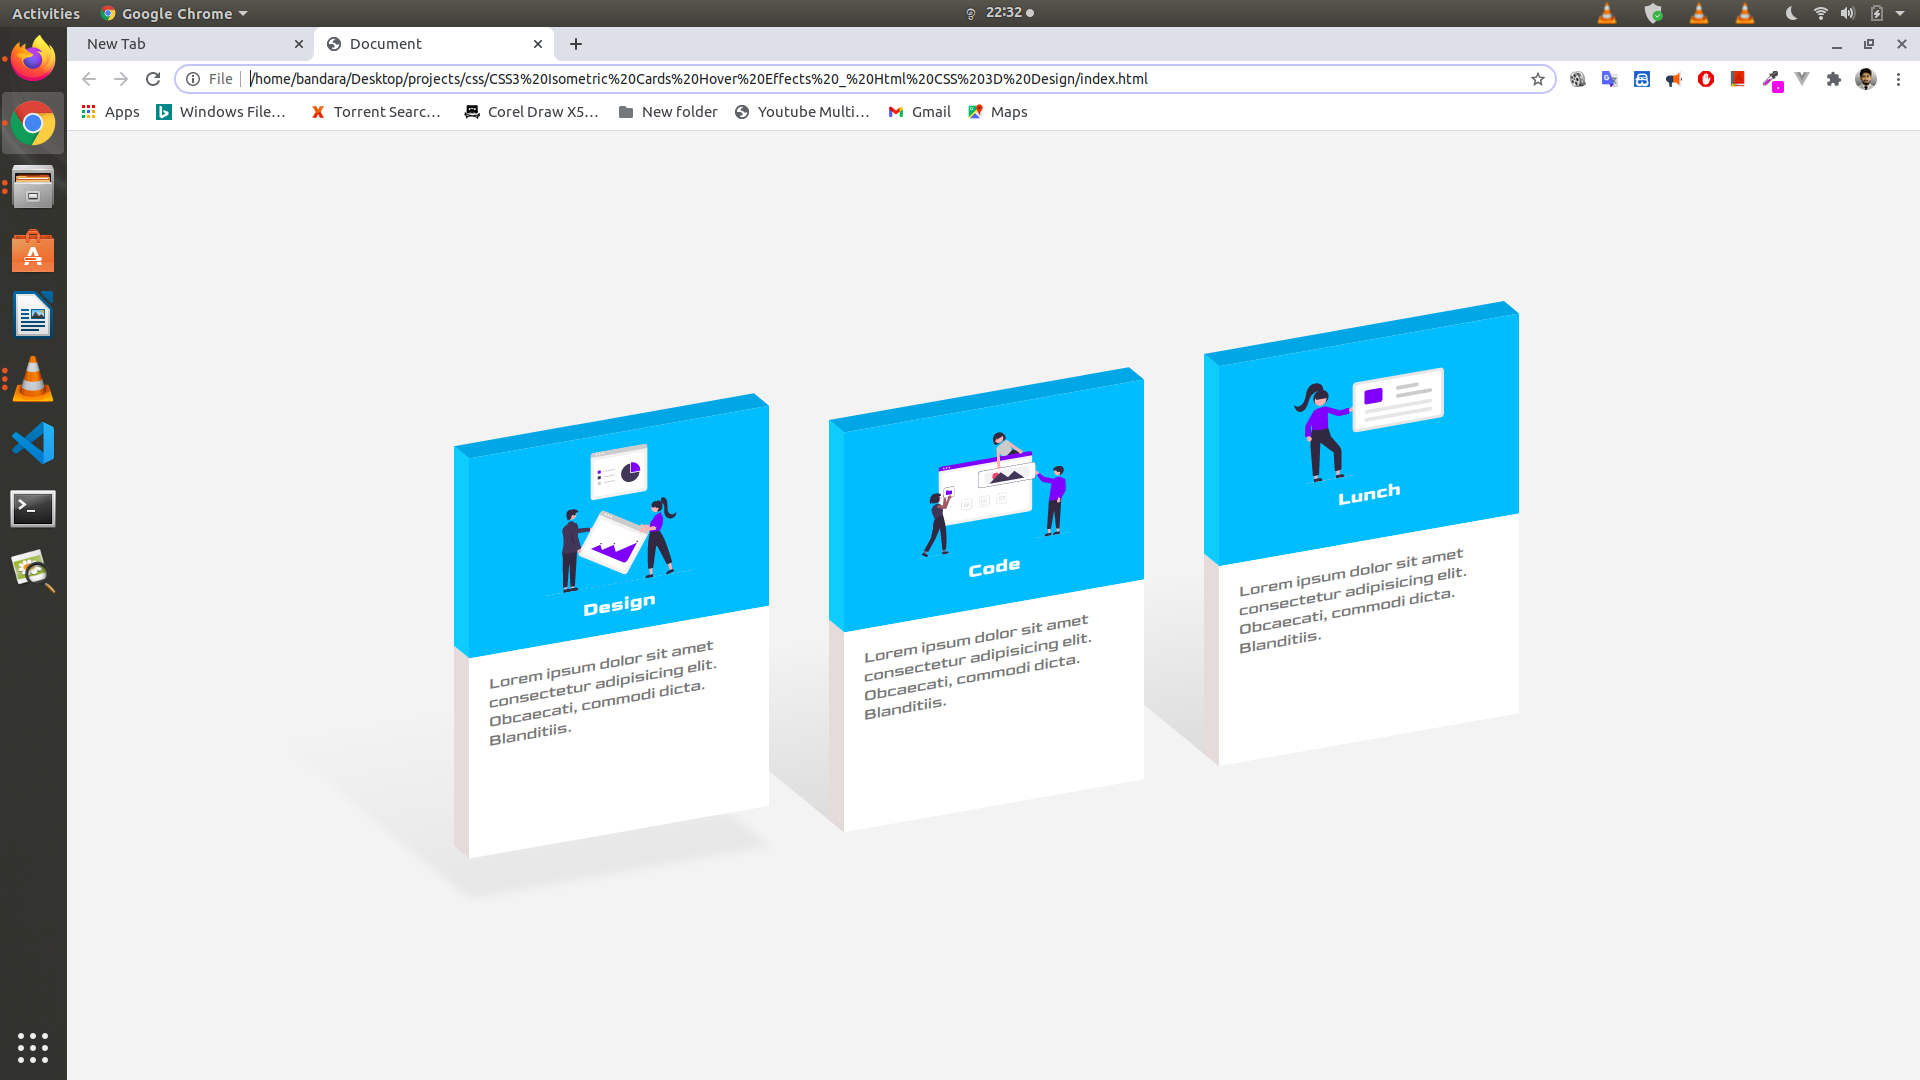 Activities
Google Chrome
22:32
New Tab
Document
File
/home/bandara/Desktop/projects/css/CSS3%20Isometric%20Cards%20Hover%20Effects%20_%20Html%20CSS%203D%20Design/index.html
Apps
Windows File...
Torrent Searc...
Corel Draw X5...
New folder
Youtube Multi...
Gmail
Maps
Design
Lorem ipsum dolor sit amet
consectetur adipisicing elit.
Obcaecati, commodi dicta.
Blanditiis.
Code
Lorem ipsum dolor sit amet
consectetur adipisicing elit.
Obcaecati, commodi dicta.
Blanditiis.
Lunch
Lorem ipsum dolor sit amet
consectetur adipisicing elit.
Obcaecati, commodi dicta.
Blanditiis.